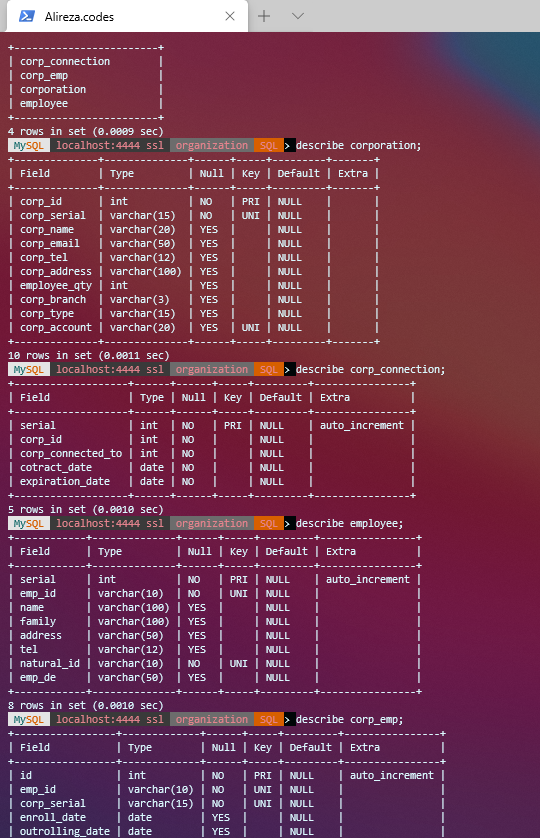 Alireza.codes
+-----------------------+
| corp_connection |
| corp_emp |
| corporation |
| employee |
+-----------------------+
4 rows in set (0.0009 sec)
MySQL localhost:4444 ssl organization SQL > describe corporation;
+--------------+--------------+------+-----+---------+-------+
| Field | Type | Null | Key | Default | Extra |
+--------------+--------------+------+-----+---------+-------+
| corp_id | int | NO | PRI | NULL | |
| corp_serial | varchar(15) | NO | UNI | NULL | |
| corp_name | varchar(20) | YES | | NULL | |
| corp_email | varchar(50) | YES | | NULL | |
| corp_tel | varchar(12) | YES | | NULL | |
| corp_address | varchar(100) | YES | | NULL | |
| employee_qty | int | YES | | NULL | |
| corp_branch | varchar(3) | YES | | NULL | |
| corp_type | varchar(15) | YES | | NULL | |
| corp_account | varchar(20) | YES | UNI | NULL | |
+--------------+--------------+------+-----+---------+-------+
10 rows in set (0.0011 sec)
MySQL localhost:4444 ssl organization SQL > describe corp_connection;
+-------------------+------+------+-----+---------+----------------+
| Field | Type | Null | Key | Default | Extra |
+-------------------+------+------+-----+---------+----------------+
| serial | int | NO | PRI | NULL | auto_increment |
| corp_id | int | NO | | NULL | |
| corp_connected_to | int | NO | | NULL | |
| cotract_date | date | NO | | NULL | |
| expiration_date | date | NO | | NULL | |
+-------------------+------+------+-----+---------+----------------+
5 rows in set (0.0010 sec)
MySQL localhost:4444 ssl organization SQL > describe employee;
+------------+--------------+------+-----+---------+----------------+
| Field | Type | Null | Key | Default | Extra |
+------------+--------------+------+-----+---------+----------------+
| serial | int | NO | PRI | NULL | auto_increment |
| emp_id | varchar(10) | NO | UNI | NULL | |
| name | varchar(100) | YES | | NULL | |
| family | varchar(100) | YES | | NULL | |
| address | varchar(50) | YES | | NULL | |
| tel | varchar(12) | YES | | NULL | |
| natural_id | varchar(10) | NO | UNI | NULL | |
| emp_de | varchar(50) | YES | | NULL | |
+------------+--------------+------+-----+---------+----------------+
8 rows in set (0.0010 sec)
MySQL localhost:4444 ssl organization SQL > describe corp_emp;
+-----------------+-------------+------+-----+---------+----------------+
| Field | Type | Null | Key | Default | Extra |
+-----------------+-------------+------+-----+---------+----------------+
| id | int | NO | PRI | NULL | auto_increment |
| emp_id | varchar(10) | NO | UNI | NULL | |
| corp_serial | varchar(15) | NO | UNI | NULL | |
| enroll_date | date | YES | | NULL | |
| outrolling_date | date | YES | | NULL | |